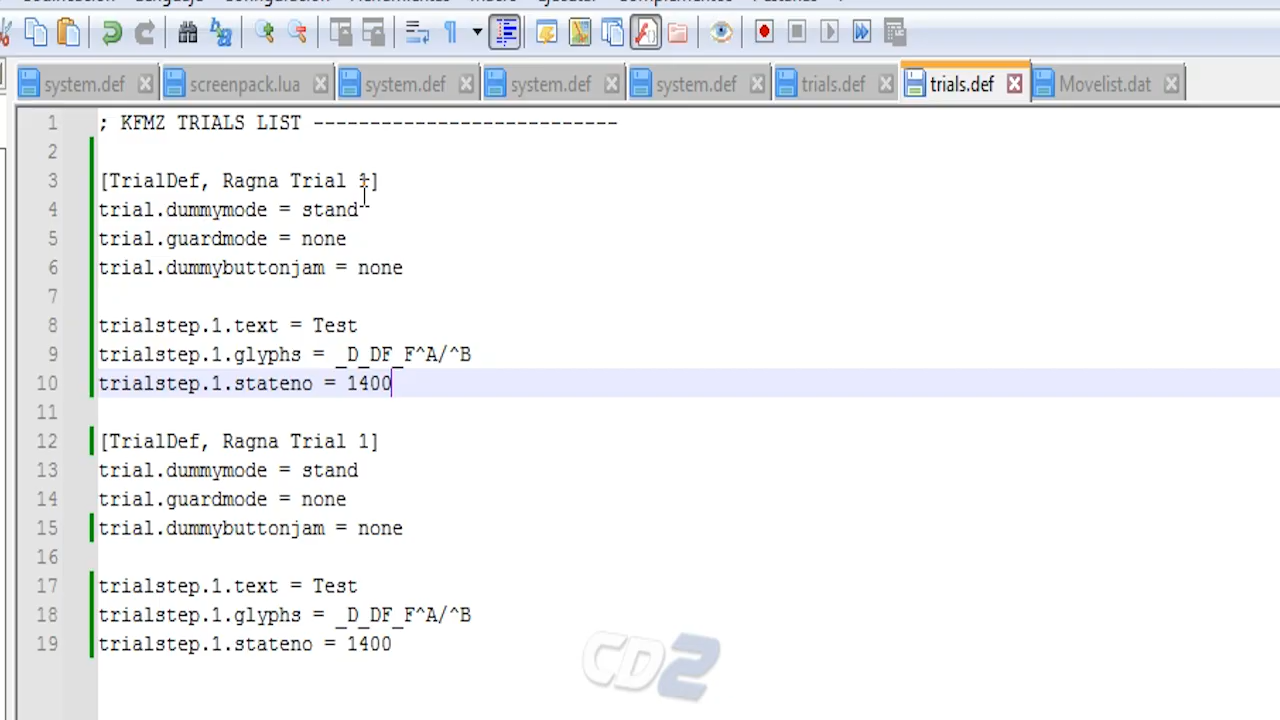 system.def screenpack.lua system.def system.def system.def trials.def trials.def Movelist.dat
1 ; KFMZ TRIALS LIST ---------------------------
2
3 [TrialDef, Ragna Trial 1]
4 trial.dummymode = stand
5 trial.guardmode = none
6 trial.dummybuttonjam = none
7
8 trialstep.1.text = Test
9 trialstep.1.glyphs = _D_DF_F^A/^B
10 trialstep.1.stateno = 1400
11
12 [TrialDef, Ragna Trial 1]
13 trial.dummymode = stand
14 trial.guardmode = none
15 trial.dummybuttonjam = none
16
17 trialstep.1.text = Test
18 trialstep.1.glyphs = _D_DF_F^A/^B
19 trialstep.1.stateno = 1400
CD2